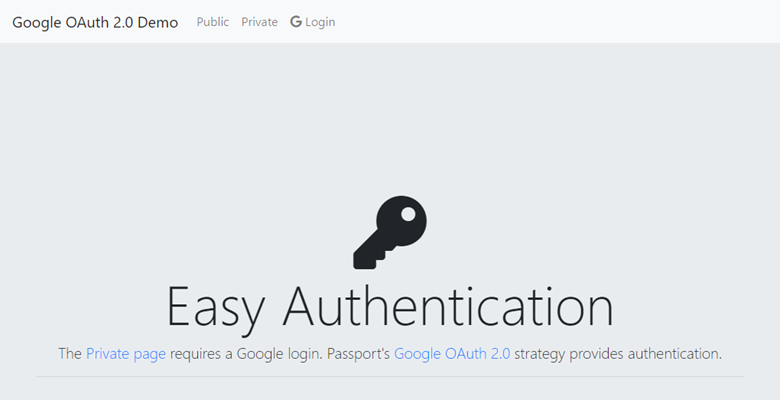 Google OAuth 2.0 Demo Public Private Login
Easy Authentication
The Private page requires a Google login. Passport's Google OAuth 2.0 strategy provides authentication.